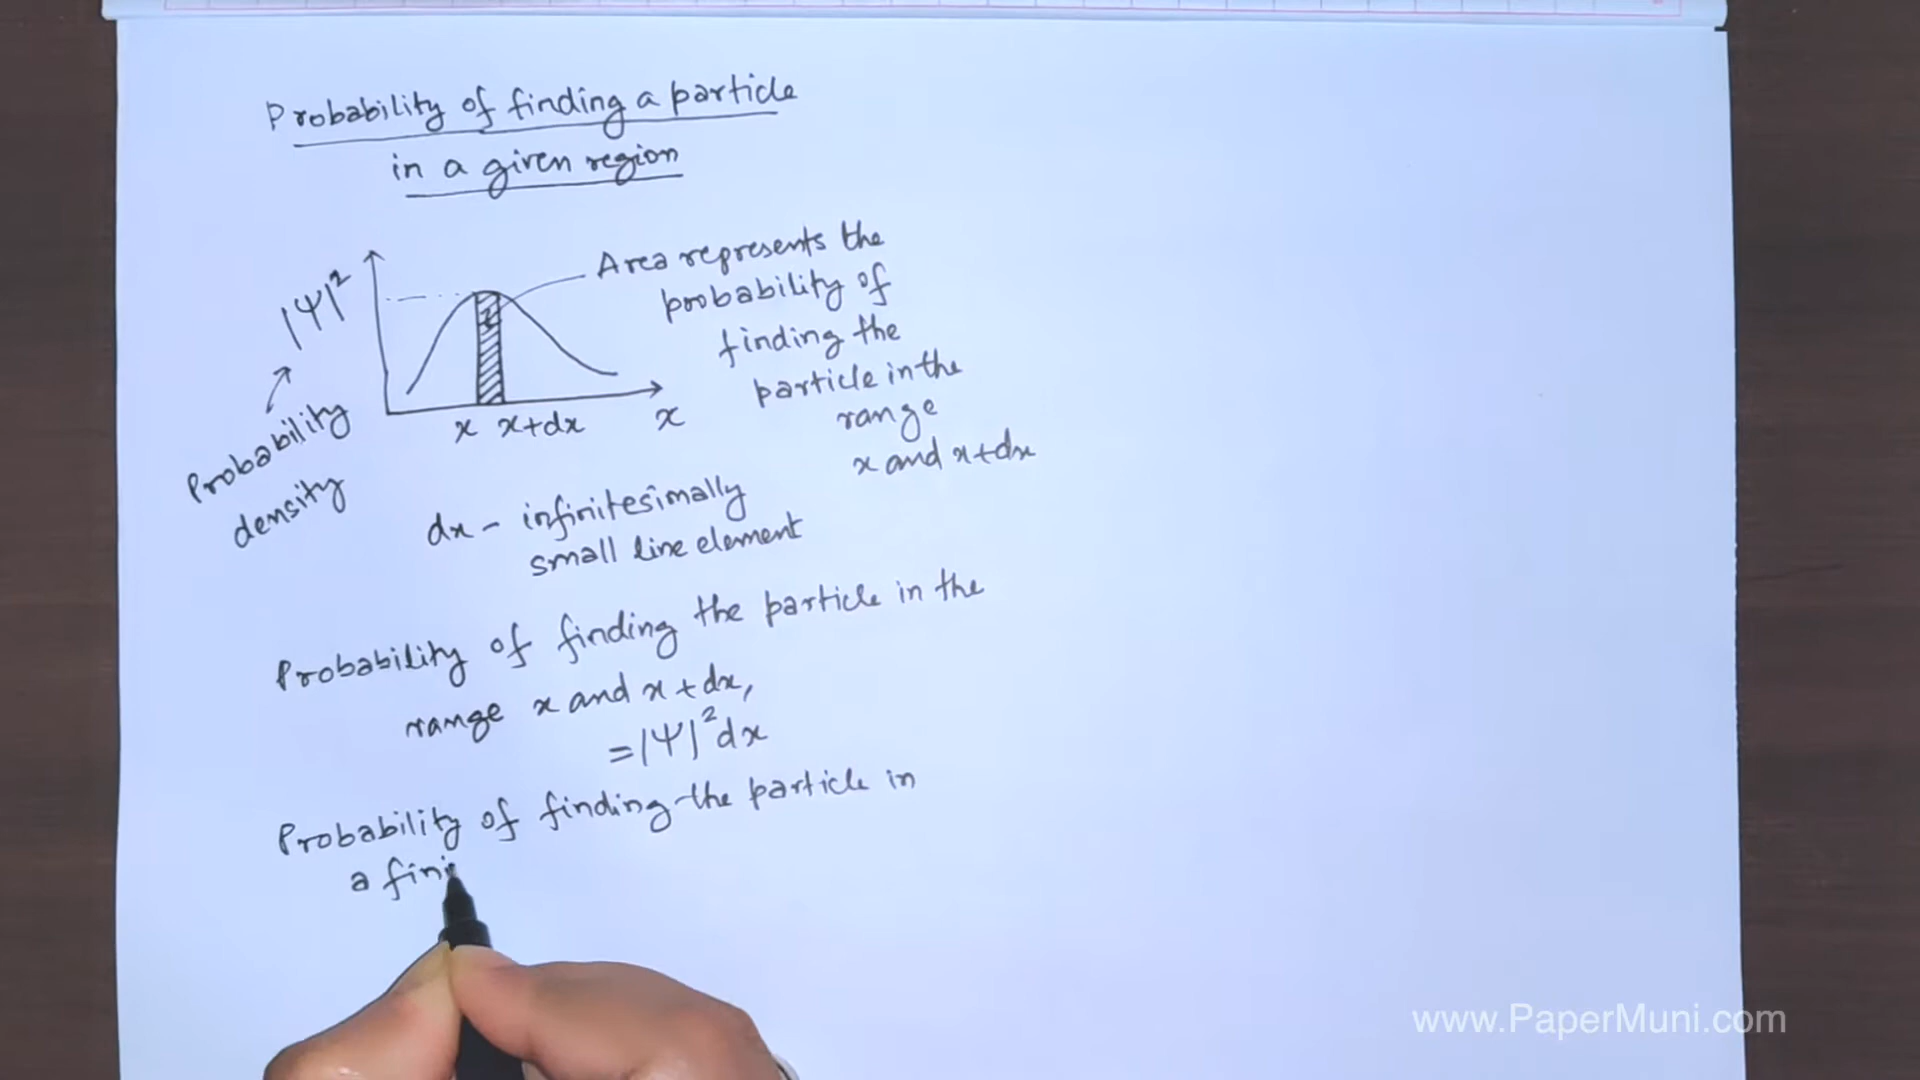 Probability of finding a particle
in a given region
|Ψ|²
Probability
density
x x+dx x
Area represents the
probability of
finding the
particle in the
range
x and x+dx
dx - infinitesimally
small line element
Probability of finding the particle in the
range x and x+dx,
=|Ψ|²dx
Probability of finding the particle in
a fini
www.PaperMuni.com